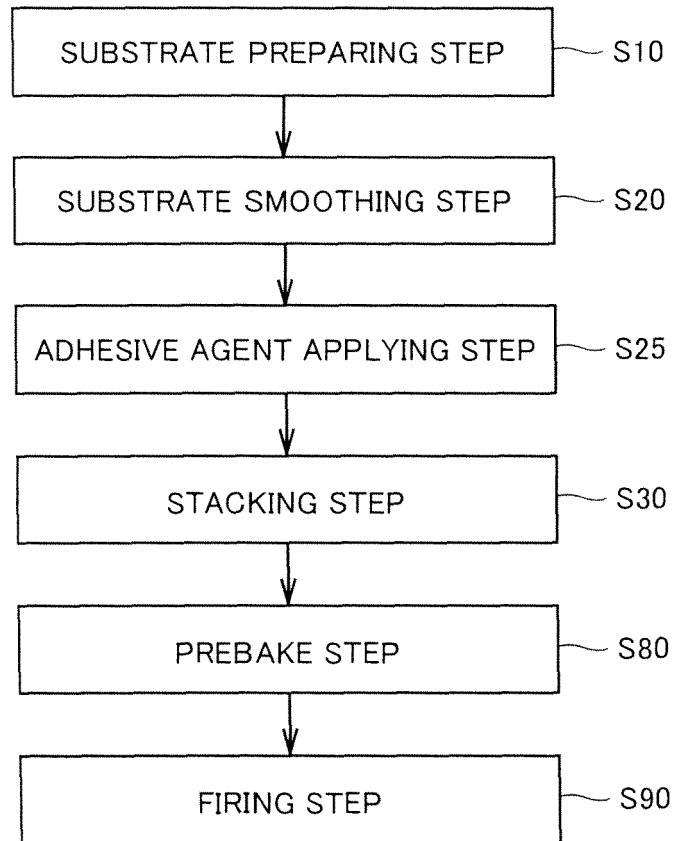 SUBSTRATE PREPARING STEP S10
SUBSTRATE SMOOTHING STEP S20
ADHESIVE AGENT APPLYING STEP S25
STACKING STEP S30
PREBAKE STEP S80
FIRING STEP S90